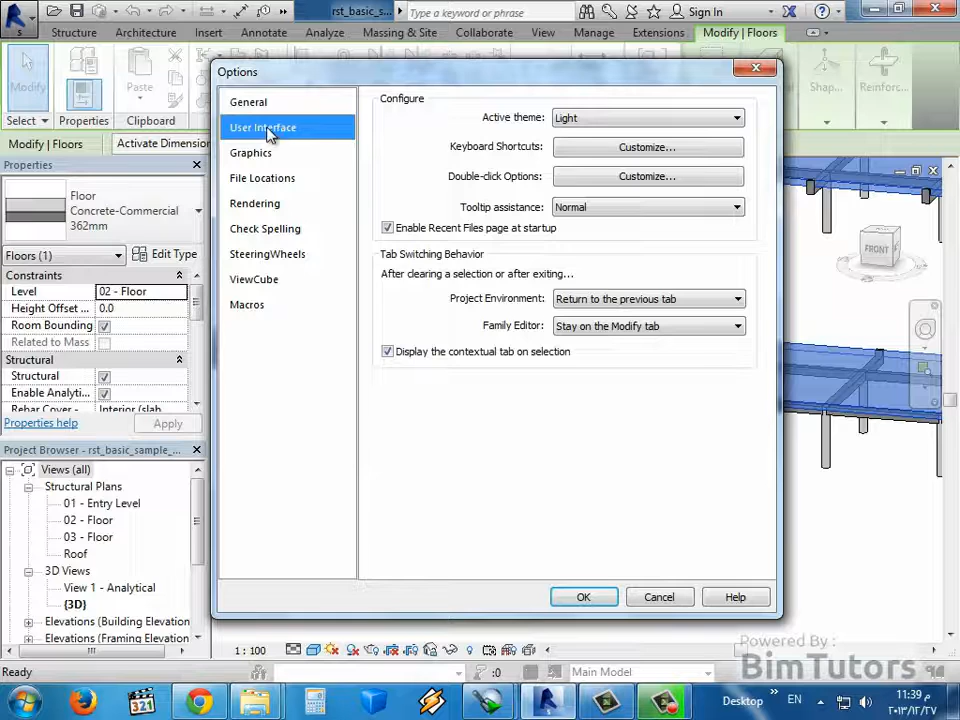 rst_basic_s...
Type a keyword or phrase
Sign In
Structure
Architecture
Insert
Annotate
Analyze
Massing & Site
Collaborate
View
Manage
Extensions
Modify | Floors
Modify
Paste
Shap...
Reinforc...
Select
Properties
Clipboard
Modify | Floors
Activate Dimension
Properties
Floor
Concrete-Commercial
362mm
Floors (1)
Edit Type
Constraints
Level 02 - Floor
Height Offset ... 0.0
Room Bounding
Related to Mass
Structural
Structural
Enable Analyti...
Rebar Cover - Interior (slab
Properties help
Apply
Project Browser - rst_basic_sample_...
Views (all)
Structural Plans
01 - Entry Level
02 - Floor
03 - Floor
Roof
3D Views
View 1 - Analytical
{3D}
Elevations (Building Elevation
Elevations (Framing Elevation
Options
General
User Interface
Graphics
File Locations
Rendering
Check Spelling
SteeringWheels
ViewCube
Macros
Configure
Active theme: Light
Keyboard Shortcuts: Customize...
Double-click Options: Customize...
Tooltip assistance: Normal
Enable Recent Files page at startup
Tab Switching Behavior
After clearing a selection or after exiting...
Project Environment: Return to the previous tab
Family Editor: Stay on the Modify tab
Display the contextual tab on selection
OK
Cancel
Help
FRONT
1 : 100
Ready
:0
Main Model
Powered By :
BimTutors
321
Desktop
EN
11:39 م
٢٠١٣/١٢/٢٧